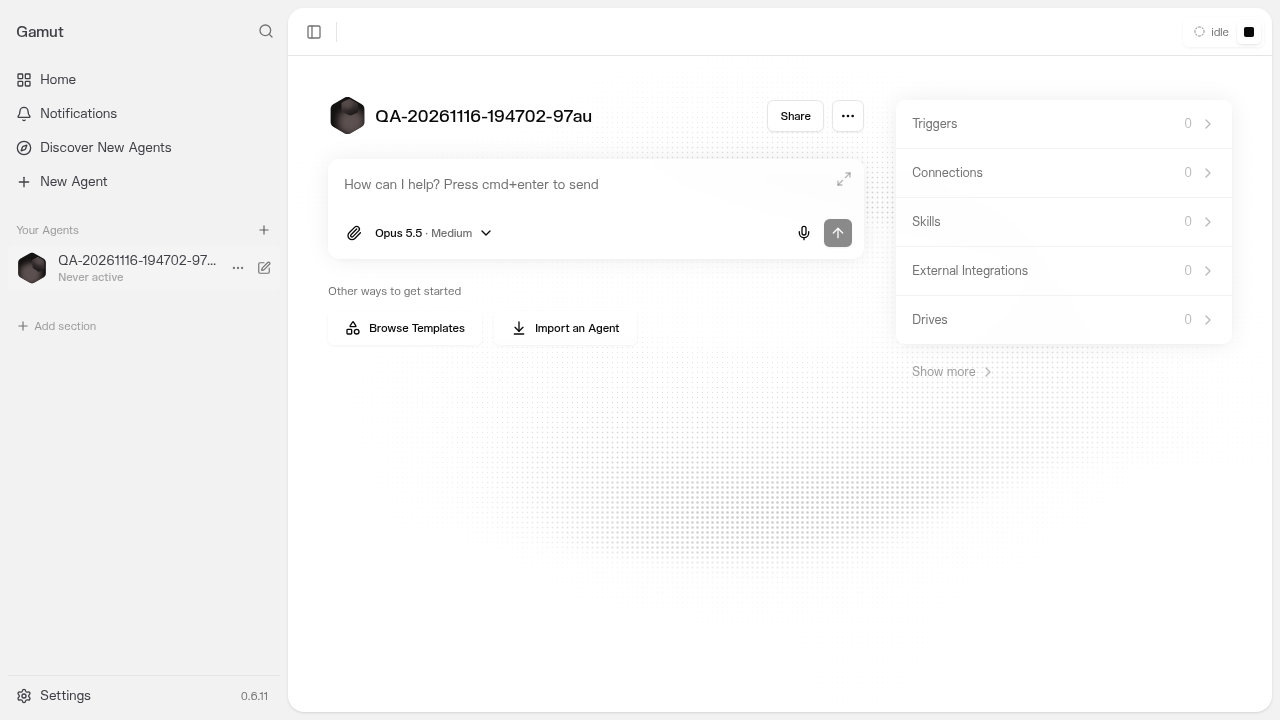 Gamut
Home
Notifications
Discover New Agents
New Agent
Your Agents
QA-20261116-194702-97...
Never active
Add section
Settings
0.6.11
idle
QA-20261116-194702-97au
Share
How can I help? Press cmd+enter to send
Opus 5.5 · Medium
Other ways to get started
Browse Templates
Import an Agent
Triggers 0
Connections 0
Skills 0
External Integrations 0
Drives 0
Show more